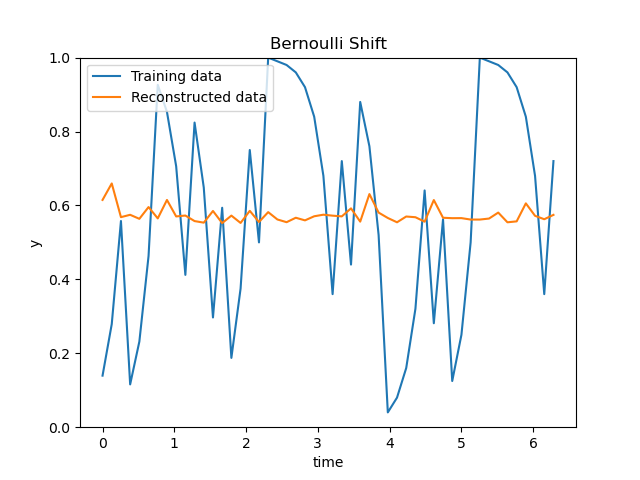 Bernoulli Shift
Training data
Reconstructed data
1.0
0.8
0.6
0.4
0.2
0.0
y
0 1 2 3 4 5 6
time